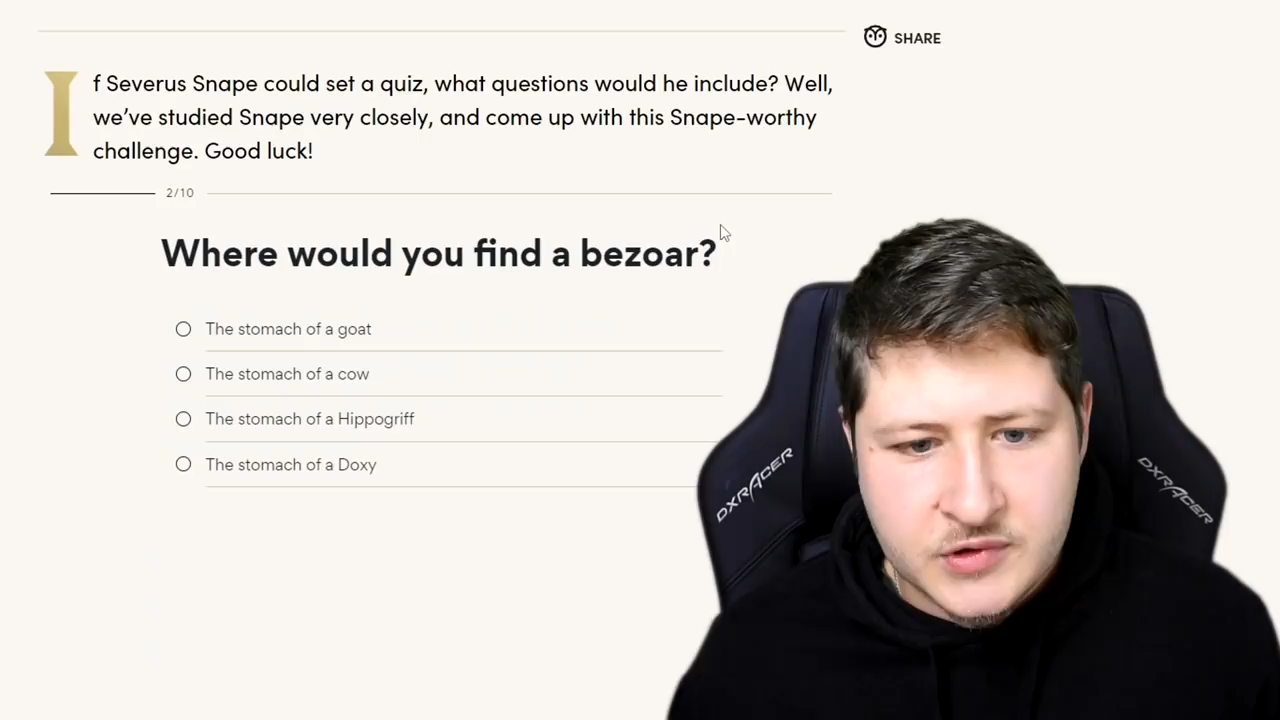 SHARE
If Severus Snape could set a quiz, what questions would he include? Well,
we've studied Snape very closely, and come up with this Snape-worthy
challenge. Good luck!
2/10
Where would you find a bezoar?
The stomach of a goat
The stomach of a cow
The stomach of a Hippogriff
The stomach of a Doxy
DXRACER
DXRACER